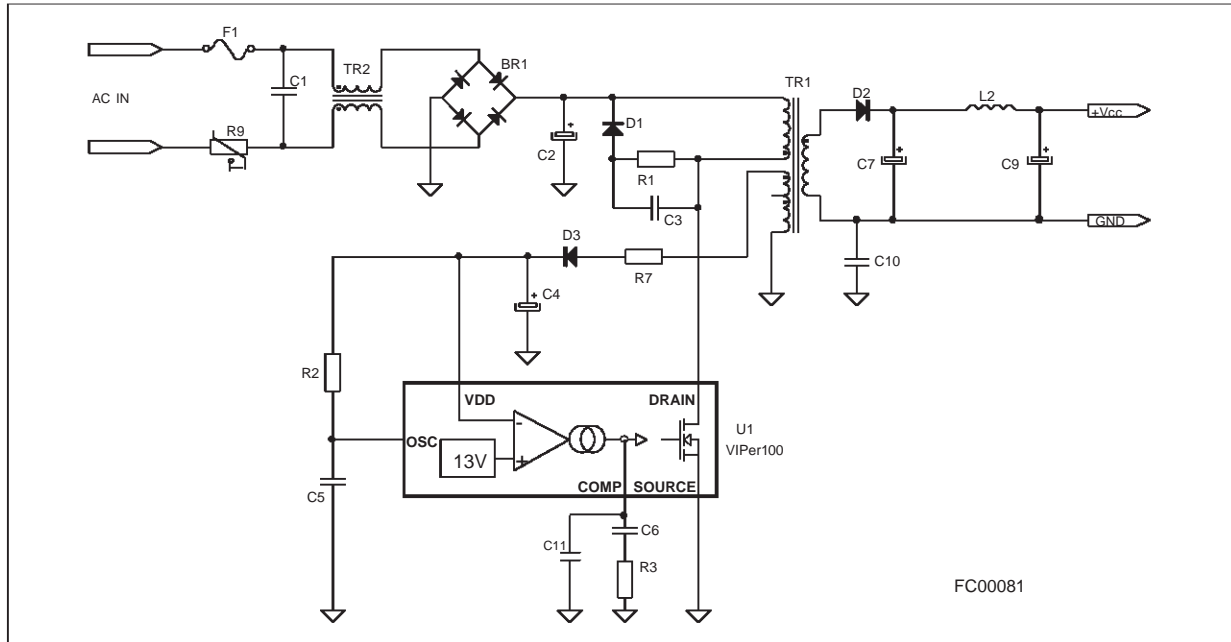 F1
BR1
TR2
TR1
C1
AC IN
D2
L2
+Vcc
D1
R9
T°
C2
C7
C9
R1
C3
GND
D3
R7
C10
C4
R2
VDD
DRAIN
U1
VIPer100
OSC
-
13V
+
COMP SOURCE
C5
C6
C11
R3
FC00081
+
+
+
+